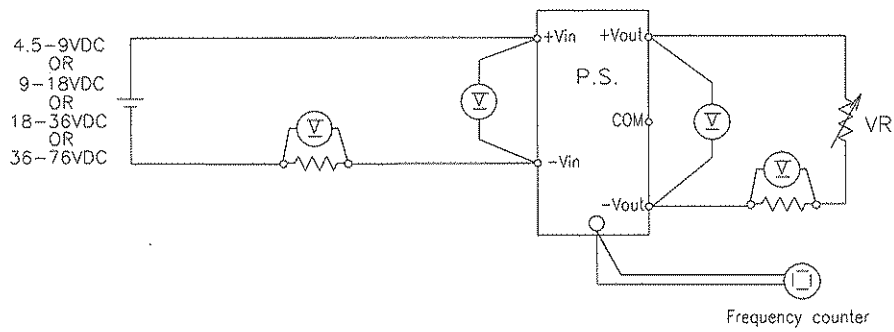 4.5-9VDC
OR
9-18VDC
OR
18-36VDC
OR
36-76VDC
+Vin
-Vin
V
V
P.S.
+Vout
COM
-Vout
V
V
VR
Frequency counter